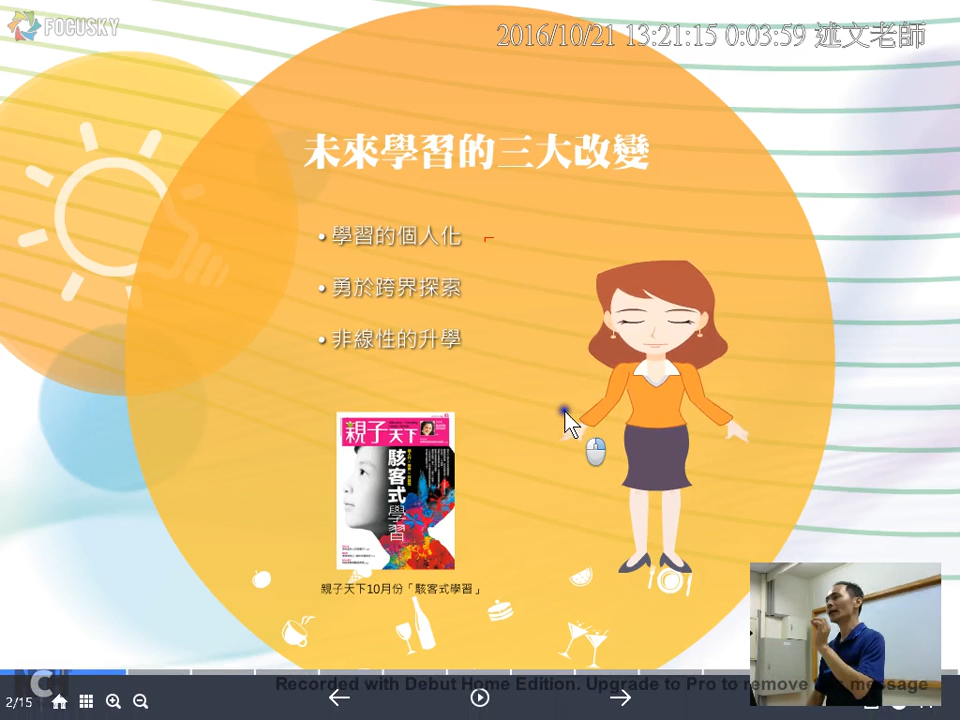 FOCUSKY
2016/10/21 13:21:15 0:03:59 述文老師
未來學習的三大改變
• 學習的個人化
• 勇於跨界探索
• 非線性的升學
親子天下
駭客式學習
親子天下10月份「駭客式學習」
2/15
Recorded with Debut Home Edition. Upgrade to Pro to remove message